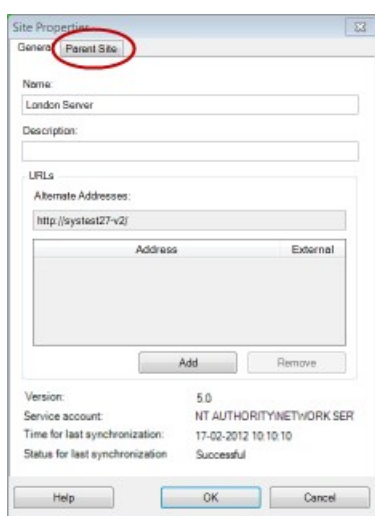 Site Properties
General Parent Site
Name:
London Server
Description:
URLs
Alternate Addresses:
http://systest27-v2/
Address External
Add Remove
Version: 5.0
Service account: NT AUTHORITY\NETWORK SER
Time for last synchronization: 17-02-2012 10:10:10
Status for last synchronization Successful
Help OK Cancel